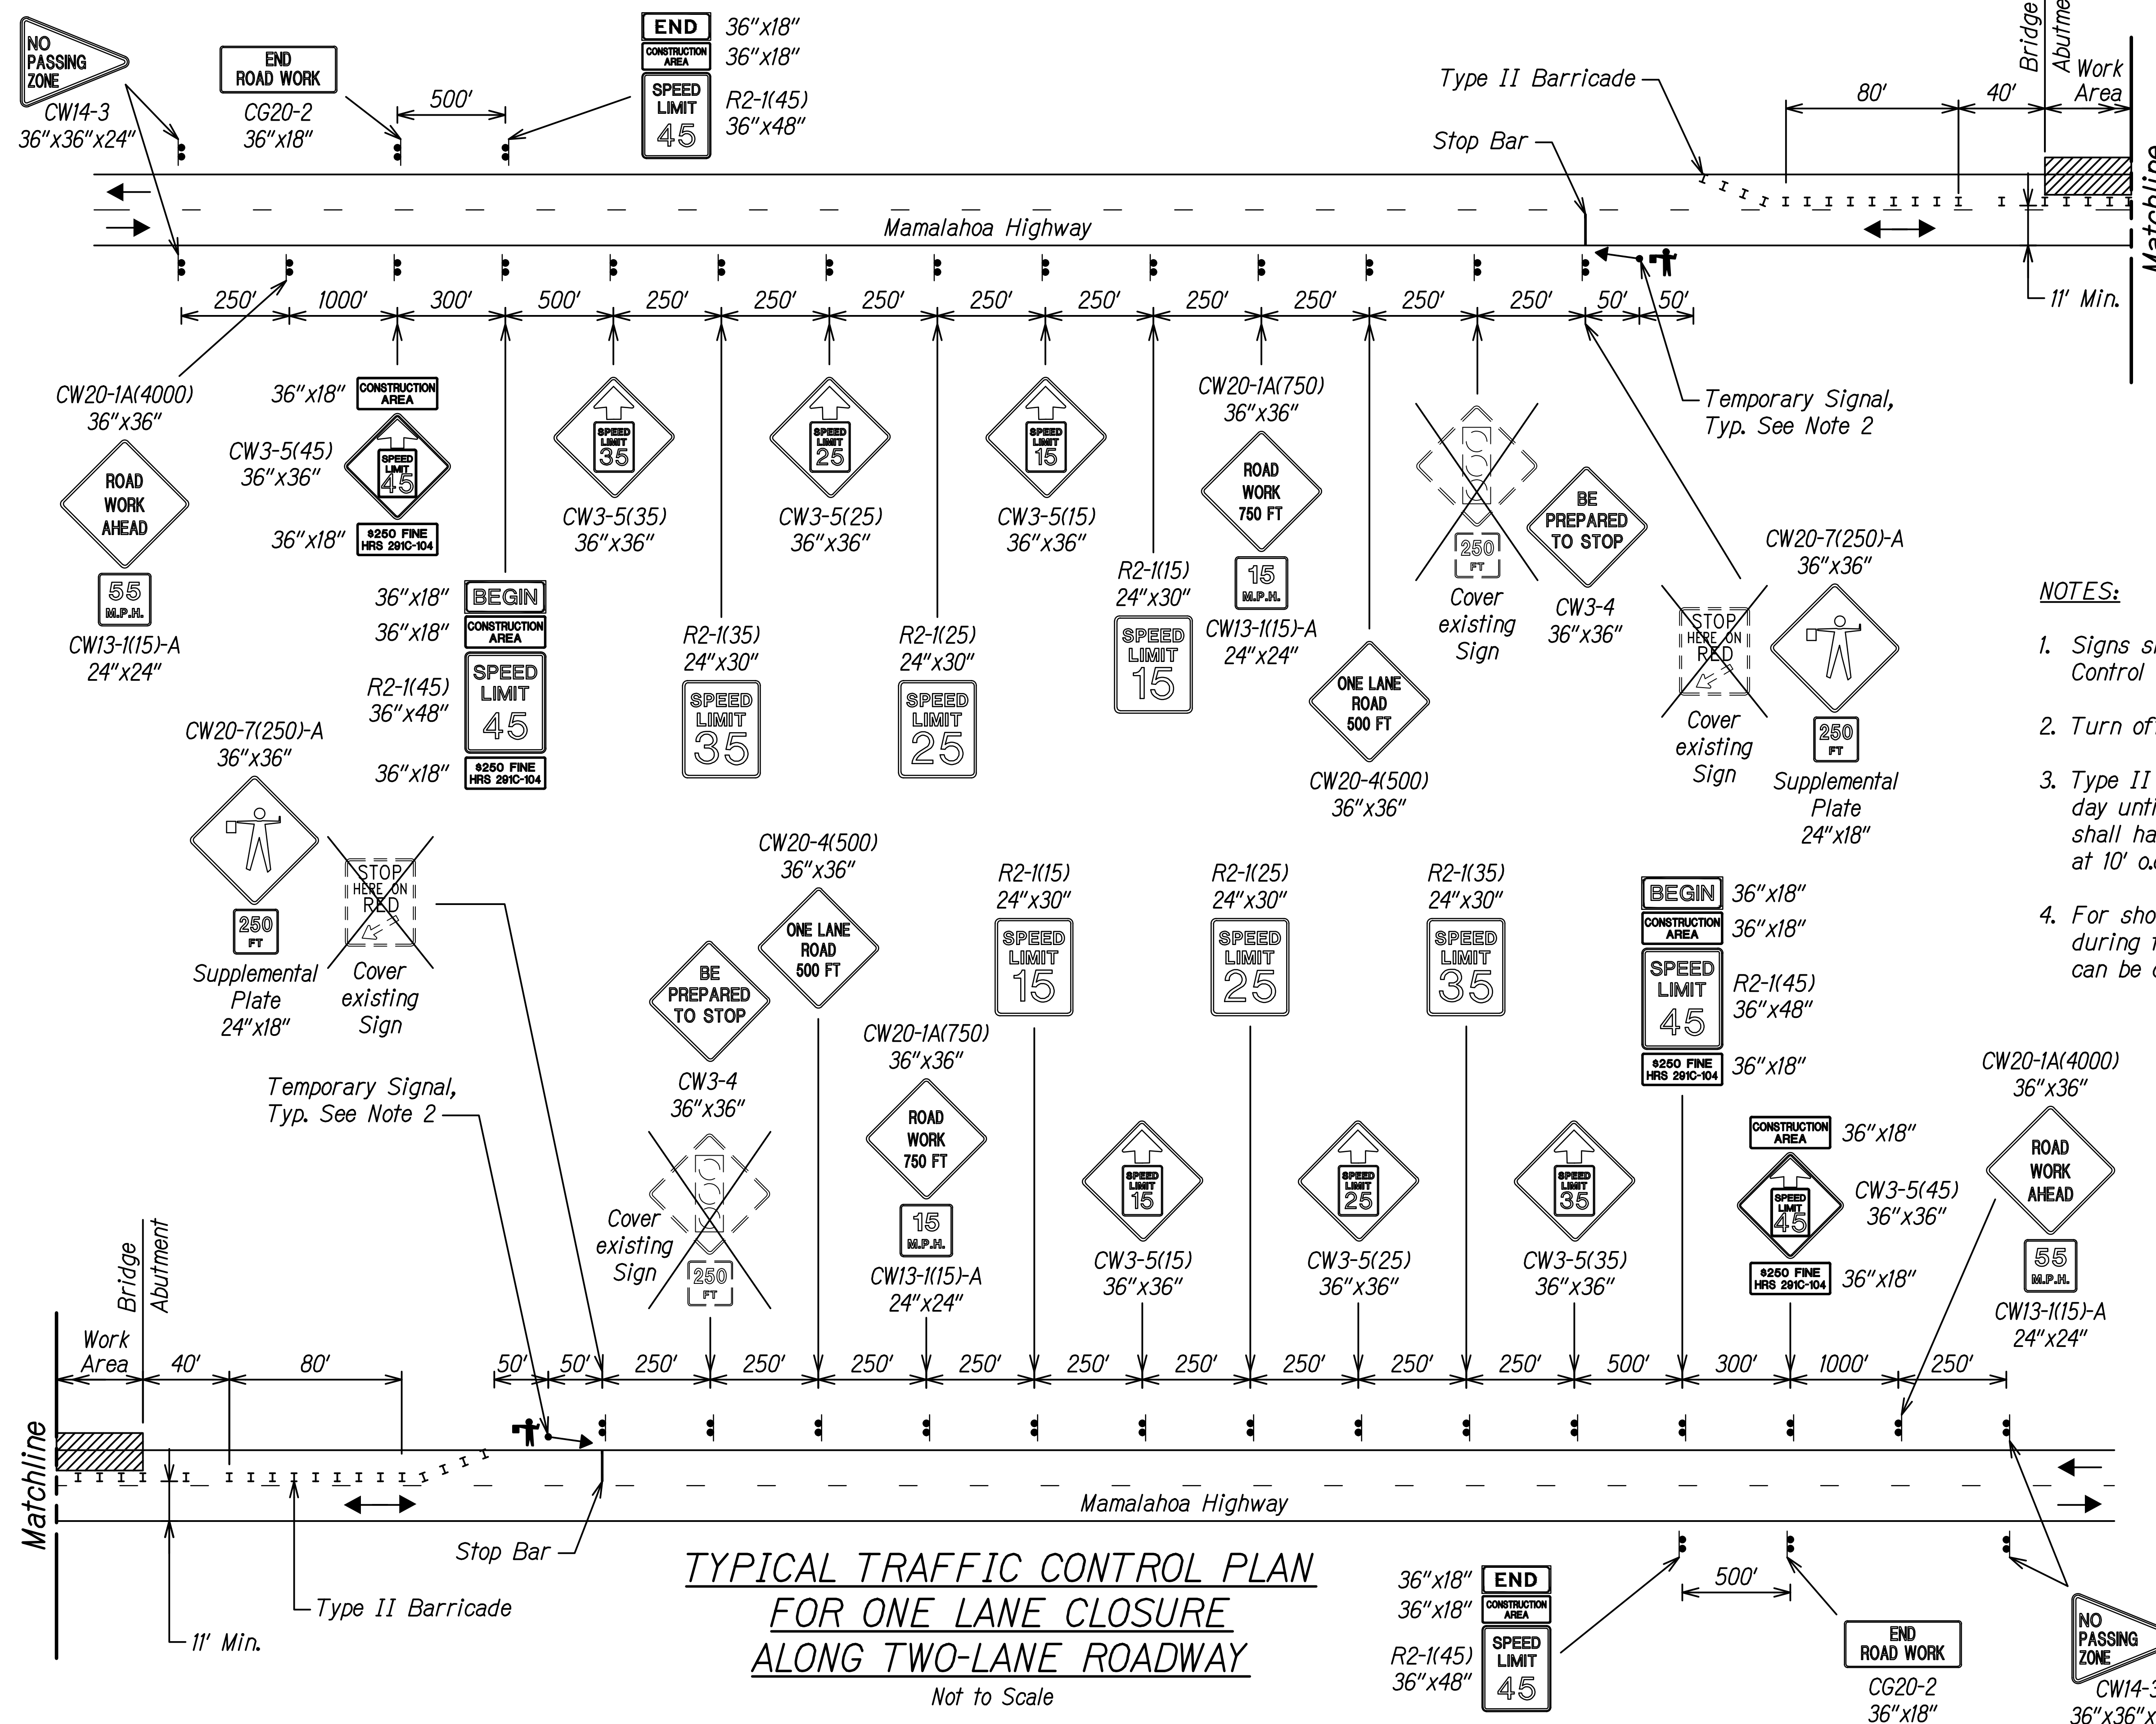 NO
PASSING
ZONE
CW14-3
36"x36"x24"
END
ROAD WORK
CG20-2
36"x18"
500'
END
36"x18"
CONSTRUCTION
AREA
36"x18"
SPEED
LIMIT
45
R2-1(45)
36"x48"
Type II Barricade
Stop Bar
80'
40'
Bridge
Work
Area
Matchline
Mamalahoa Highway
11' Min.
250'
1000'
300'
500'
250'
250'
250'
250'
250'
250'
250'
250'
250'
50'
50'
CW20-1A(4000)
36"x36"
ROAD
WORK
AHEAD
55
M.P.H.
CW13-1(15)-A
24"x24"
36"x18"
CONSTRUCTION
AREA
CW3-5(45)
36"x36"
SPEED
LIMIT
45
36"x18"
$250 FINE
HRS 291C-104
36"x18"
BEGIN
36"x18"
CONSTRUCTION
AREA
R2-1(45)
36"x48"
SPEED
LIMIT
45
36"x18"
$250 FINE
HRS 291C-104
SPEED
LIMIT
35
CW3-5(35)
36"x36"
R2-1(35)
24"x30"
SPEED
LIMIT
35
SPEED
LIMIT
25
CW3-5(25)
36"x36"
R2-1(25)
24"x30"
SPEED
LIMIT
25
SPEED
LIMIT
15
CW3-5(15)
36"x36"
R2-1(15)
24"x30"
SPEED
LIMIT
15
CW20-1A(750)
36"x36"
ROAD
WORK
750 FT
15
M.P.H.
CW13-1(15)-A
24"x24"
ONE LANE
ROAD
500 FT
CW20-4(500)
36"x36"
250
FT
Cover
existing
Sign
BE
PREPARED
TO STOP
CW3-4
36"x36"
Temporary Signal,
Typ. See Note 2
STOP
HERE ON
RED
Cover
existing
Sign
CW20-7(250)-A
36"x36"
250
FT
Supplemental
Plate
24"x18"
NOTES:
1. Signs
Control
2. Turn
3. Type II
day
shall
at 10'
4. For
during
can be
CW20-7(250)-A
36"x36"
250
FT
Supplemental
Plate
24"x18"
STOP
HERE ON
RED
Cover
existing
Sign
Temporary Signal,
Typ. See Note 2
BE
PREPARED
TO STOP
CW3-4
36"x36"
Cover
existing
Sign
250
FT
CW20-4(500)
36"x36"
ONE LANE
ROAD
500 FT
CW20-1A(750)
36"x36"
ROAD
WORK
750 FT
15
M.P.H.
CW13-1(15)-A
24"x24"
R2-1(15)
24"x30"
SPEED
LIMIT
15
SPEED
LIMIT
15
CW3-5(15)
36"x36"
R2-1(25)
24"x30"
SPEED
LIMIT
25
SPEED
LIMIT
25
CW3-5(25)
36"x36"
R2-1(35)
24"x30"
SPEED
LIMIT
35
SPEED
LIMIT
35
CW3-5(35)
36"x36"
BEGIN
36"x18"
CONSTRUCTION
AREA
36"x18"
SPEED
LIMIT
45
R2-1(45)
36"x48"
$250 FINE
HRS 291C-104
36"x18"
CONSTRUCTION
AREA
36"x18"
SPEED
LIMIT
45
CW3-5(45)
36"x36"
$250 FINE
HRS 291C-104
36"x18"
CW20-1A(4000)
36"x36"
ROAD
WORK
AHEAD
55
M.P.H.
CW13-1(15)-A
24"x24"
Bridge
Abutment
Work
Area
40'
80'
50'
50'
250'
250'
250'
250'
250'
250'
250'
250'
250'
500'
300'
1000'
250'
Matchline
Mamalahoa Highway
Stop Bar
Type II Barricade
11' Min.
TYPICAL TRAFFIC CONTROL PLAN
FOR ONE LANE CLOSURE
ALONG TWO-LANE ROADWAY
Not to Scale
36"x18"
END
36"x18"
CONSTRUCTION
AREA
R2-1(45)
36"x48"
SPEED
LIMIT
45
500'
END
ROAD WORK
CG20-2
36"x18"
NO
PASSING
ZONE